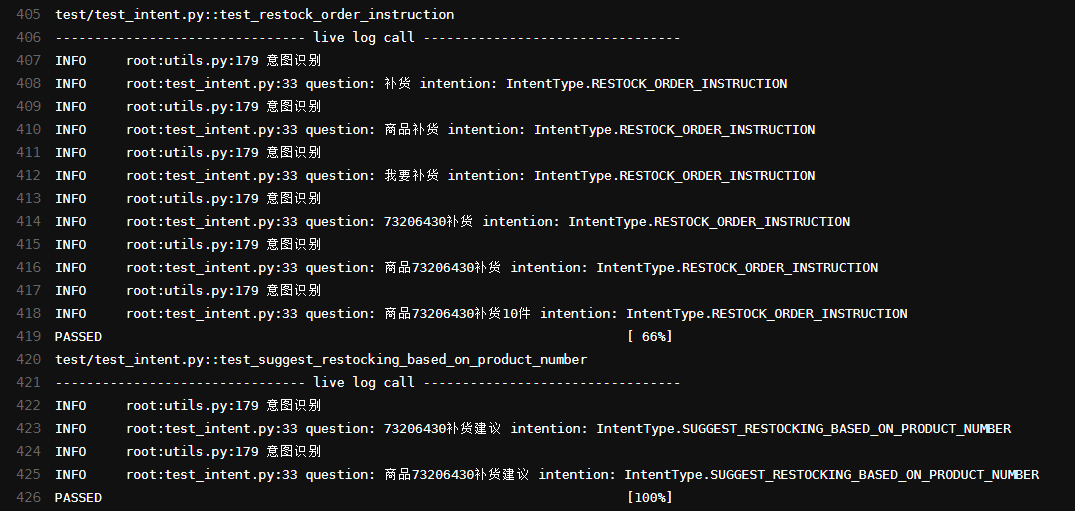 405 test/test_intent.py::test_restock_order_instruction
406 -------------------------------- live log call ---------------------------------
407 INFO     root:utils.py:179 意图识别
408 INFO     root:test_intent.py:33 question: 补货 intention: IntentType.RESTOCK_ORDER_INSTRUCTION
409 INFO     root:utils.py:179 意图识别
410 INFO     root:test_intent.py:33 question: 商品补货 intention: IntentType.RESTOCK_ORDER_INSTRUCTION
411 INFO     root:utils.py:179 意图识别
412 INFO     root:test_intent.py:33 question: 我要补货 intention: IntentType.RESTOCK_ORDER_INSTRUCTION
413 INFO     root:utils.py:179 意图识别
414 INFO     root:test_intent.py:33 question: 73206430补货 intention: IntentType.RESTOCK_ORDER_INSTRUCTION
415 INFO     root:utils.py:179 意图识别
416 INFO     root:test_intent.py:33 question: 商品73206430补货 intention: IntentType.RESTOCK_ORDER_INSTRUCTION
417 INFO     root:utils.py:179 意图识别
418 INFO     root:test_intent.py:33 question: 商品73206430补货10件 intention: IntentType.RESTOCK_ORDER_INSTRUCTION
419 PASSED                                                                   [ 66%]
420 test/test_intent.py::test_suggest_restocking_based_on_product_number
421 -------------------------------- live log call ---------------------------------
422 INFO     root:utils.py:179 意图识别
423 INFO     root:test_intent.py:33 question: 73206430补货建议 intention: IntentType.SUGGEST_RESTOCKING_BASED_ON_PRODUCT_NUMBER
424 INFO     root:utils.py:179 意图识别
425 INFO     root:test_intent.py:33 question: 商品73206430补货建议 intention: IntentType.SUGGEST_RESTOCKING_BASED_ON_PRODUCT_NUMBER
426 PASSED                                                                   [100%]